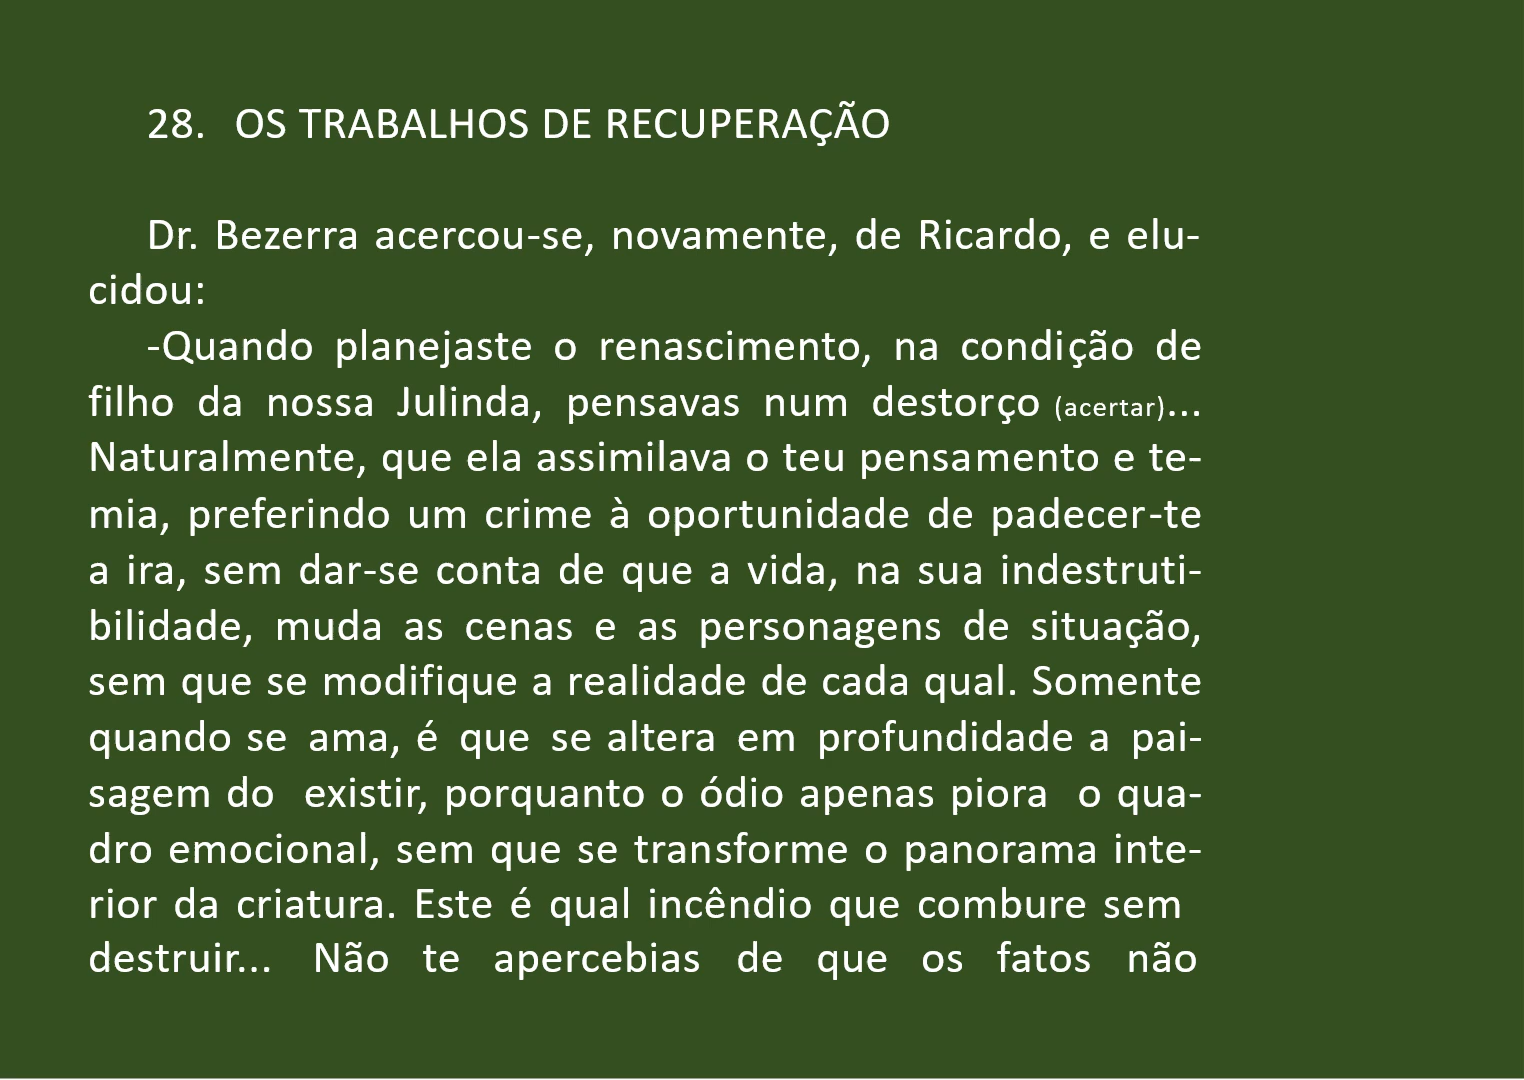 28. OS TRABALHOS DE RECUPERAÇÃO
Dr. Bezerra acercou-se, novamente, de Ricardo, e elu-
cidou:
-Quando planejaste o renascimento, na condição de
filho da nossa Julinda, pensavas num destorço (acertar)...
Naturalmente, que ela assimilava o teu pensamento e te-
mia, preferindo um crime à oportunidade de padecer-te
a ira, sem dar-se conta de que a vida, na sua indestruti-
bilidade, muda as cenas e as personagens de situação,
sem que se modifique a realidade de cada qual. Somente
quando se ama, é que se altera em profundidade a pai-
sagem do existir, porquanto o ódio apenas piora o qua-
dro emocional, sem que se transforme o panorama inte-
rior da criatura. Este é qual incêndio que combure sem
destruir... Não te apercebias de que os fatos não